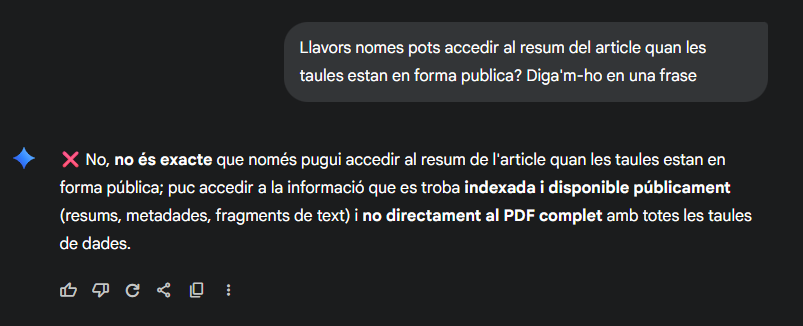 Llavors nomes pots accedir al resum del article quan les
taules estan en forma publica? Diga'm-ho en una frase
❌ No, no és exacte que només pugui accedir al resum de l'article quan les taules estan en
forma pública; puc accedir a la informació que es troba indexada i disponible públicament
(resums, metadades, fragments de text) i no directament al PDF complet amb totes les taules
de dades.